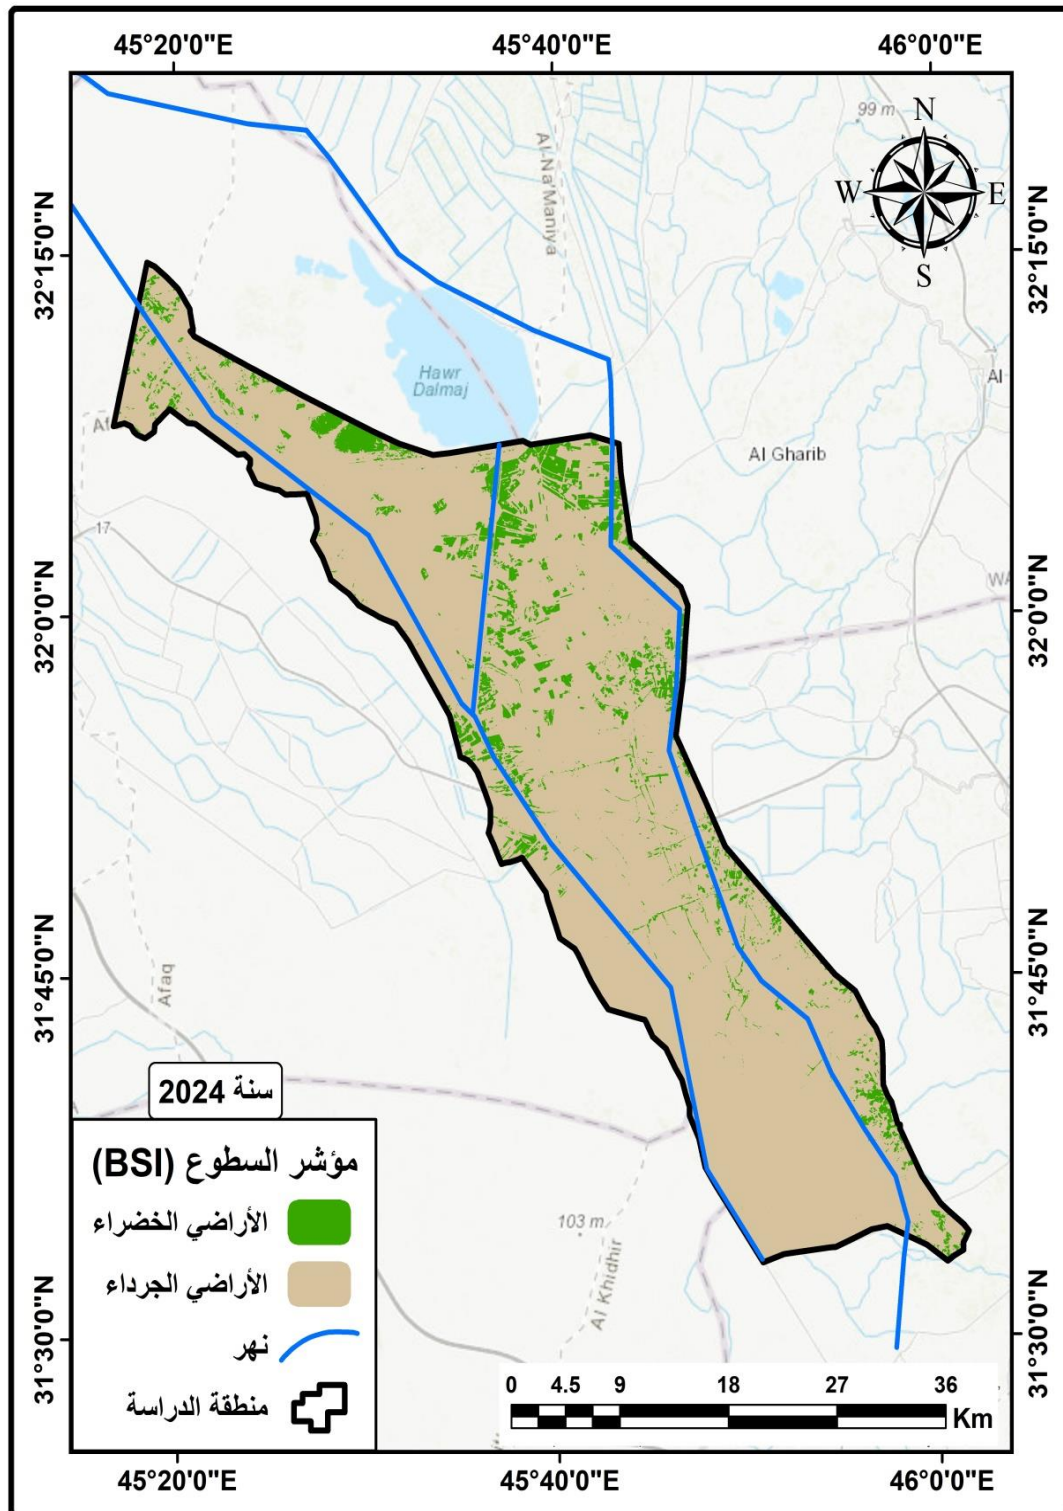 45°20'0"E 45°40'0"E 46°0'0"E
99 m
N
W E
S
Al-Na'Maniya
32°15'0"N
32°15'0"N
Hawr
Dalmaj
Al
Al Gharib
17
32°0'0"N
32°0'0"N
31°45'0"N
31°45'0"N
Afaq
سنة 2024
مؤشر السطوع (BSI)
الأراضي الخضراء
الأراضي الجرداء
نهر
منطقة الدراسة
103 m
Al Khidhir
31°30'0"N
31°30'0"N
0 4.5 9 18 27 36
Km
45°20'0"E 45°40'0"E 46°0'0"E